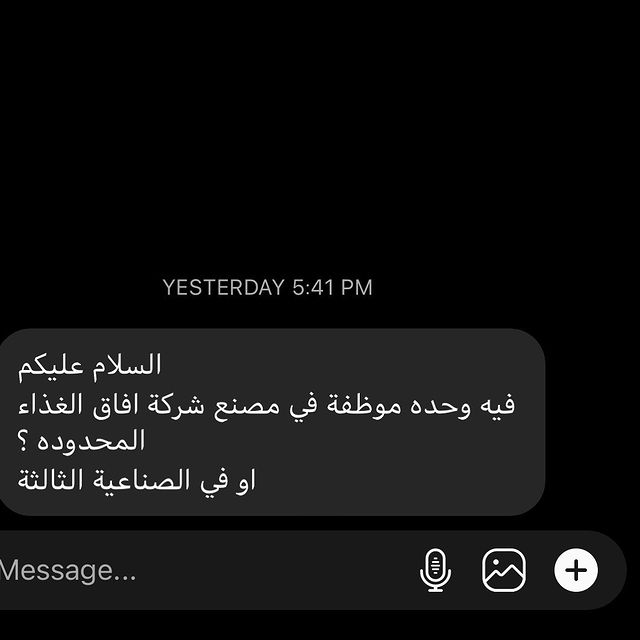 YESTERDAY 5:41 PM
السلام عليكم
فيه وحده موظفة في مصنع شركة افاق الغذاء
المحدوده ؟
او في الصناعية الثالثة
Message...